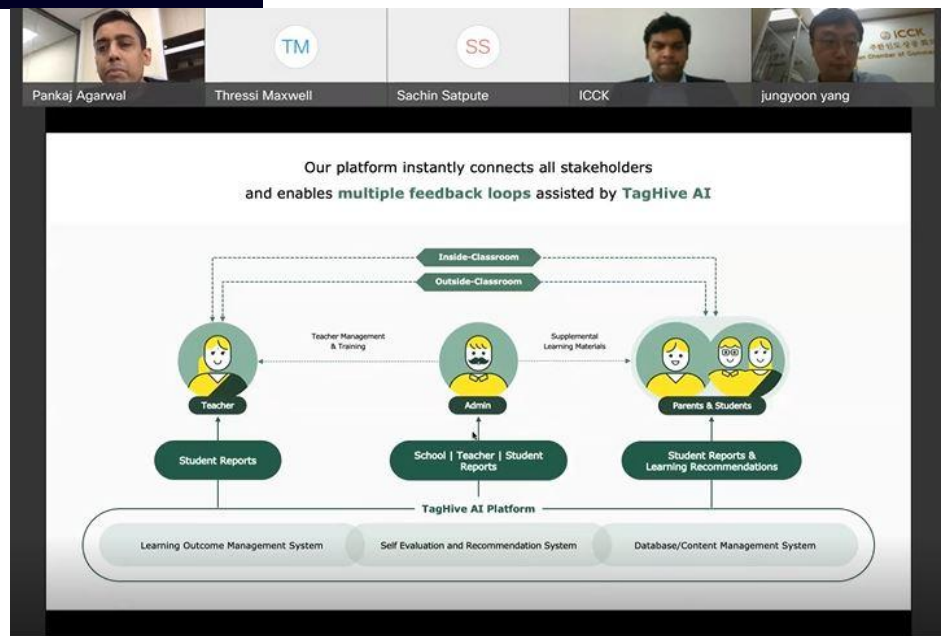 TM
SS
ICCK
Pankaj Agarwal
Thressi Maxwell
Sachin Satpute
ICCK
jungyoon yang
Our platform instantly connects all stakeholders
and enables multiple feedback loops assisted by TagHive AI
Inside-Classroom
Outside-Classroom
Teacher Management
& Training
Supplemental
Learning Materials
Teacher
Admin
Parents & Students
Student Reports
School | Teacher | Student
Reports
Student Reports &
Learning Recommendations
TagHive AI Platform
Learning Outcome Management System
Self Evaluation and Recommendation System
Database/Content Management System